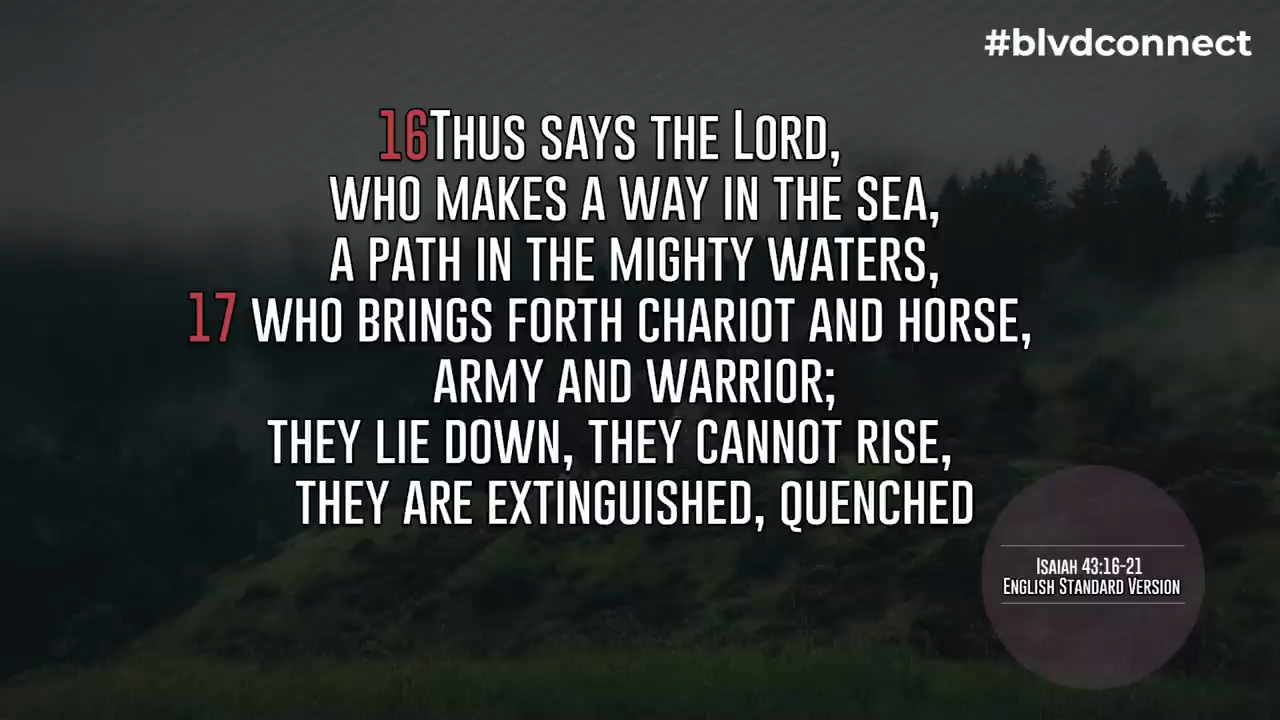 #blvdconnect
16Thus says the Lord,
who makes a way in the sea,
a path in the mighty waters,
17 who brings forth chariot and horse,
army and warrior;
they lie down, they cannot rise,
they are extinguished, quenched
Isaiah 43:16-21
English Standard Version